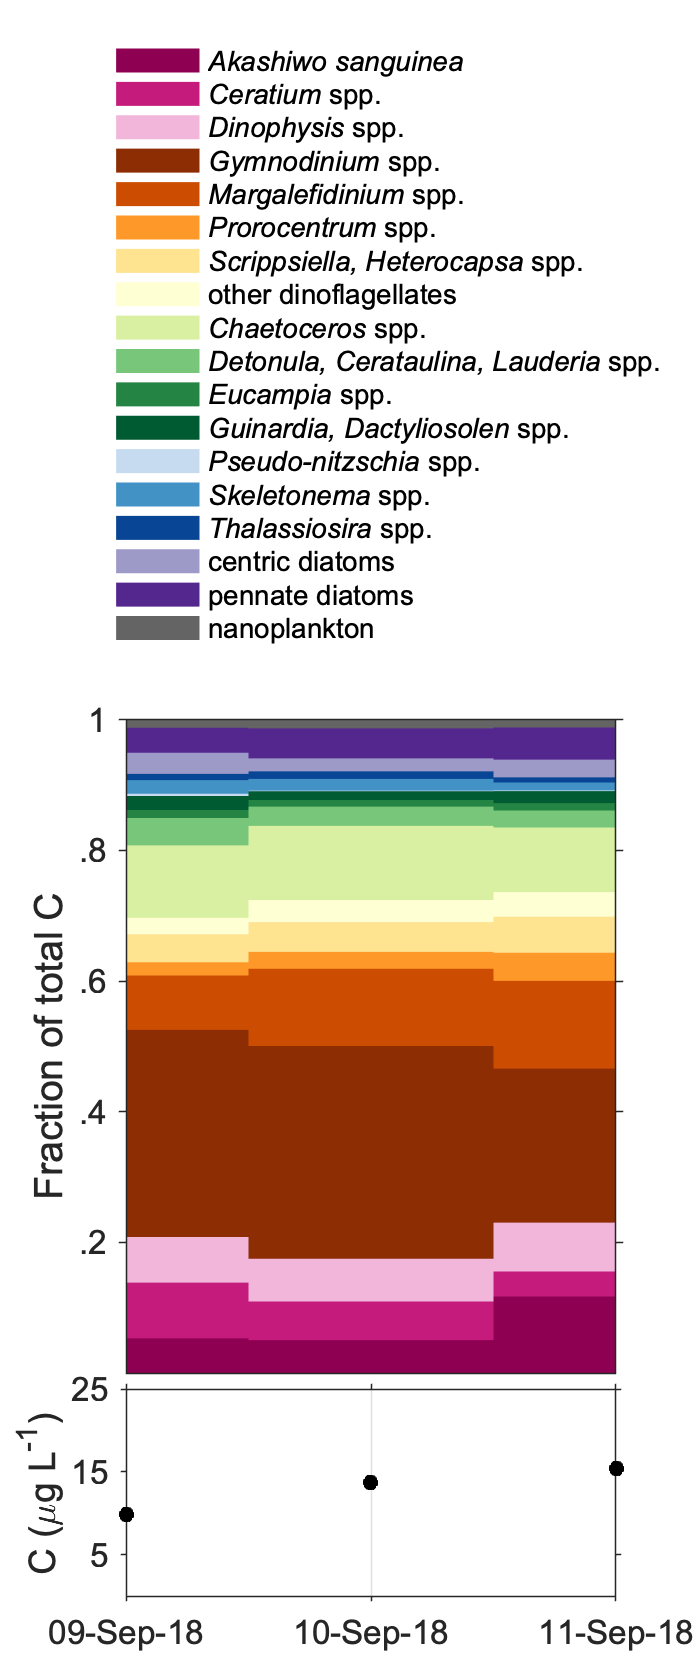 Akashiwo sanguinea
Ceratium spp.
Dinophysis spp.
Gymnodinium spp.
Margalefidinium spp.
Prorocentrum spp.
Scrippsiella, Heterocapsa spp.
other dinoflagellates
Chaetoceros spp.
Detonula, Cerataulina, Lauderia spp.
Eucampia spp.
Guinardia, Dactyliosolen spp.
Pseudo-nitzschia spp.
Skeletonema spp.
Thalassiosira spp.
centric diatoms
pennate diatoms
nanoplankton
Fraction of total C
1
.8
.6
.4
.2
C (μg L⁻¹)
25
15
5
09-Sep-18 10-Sep-18 11-Sep-18